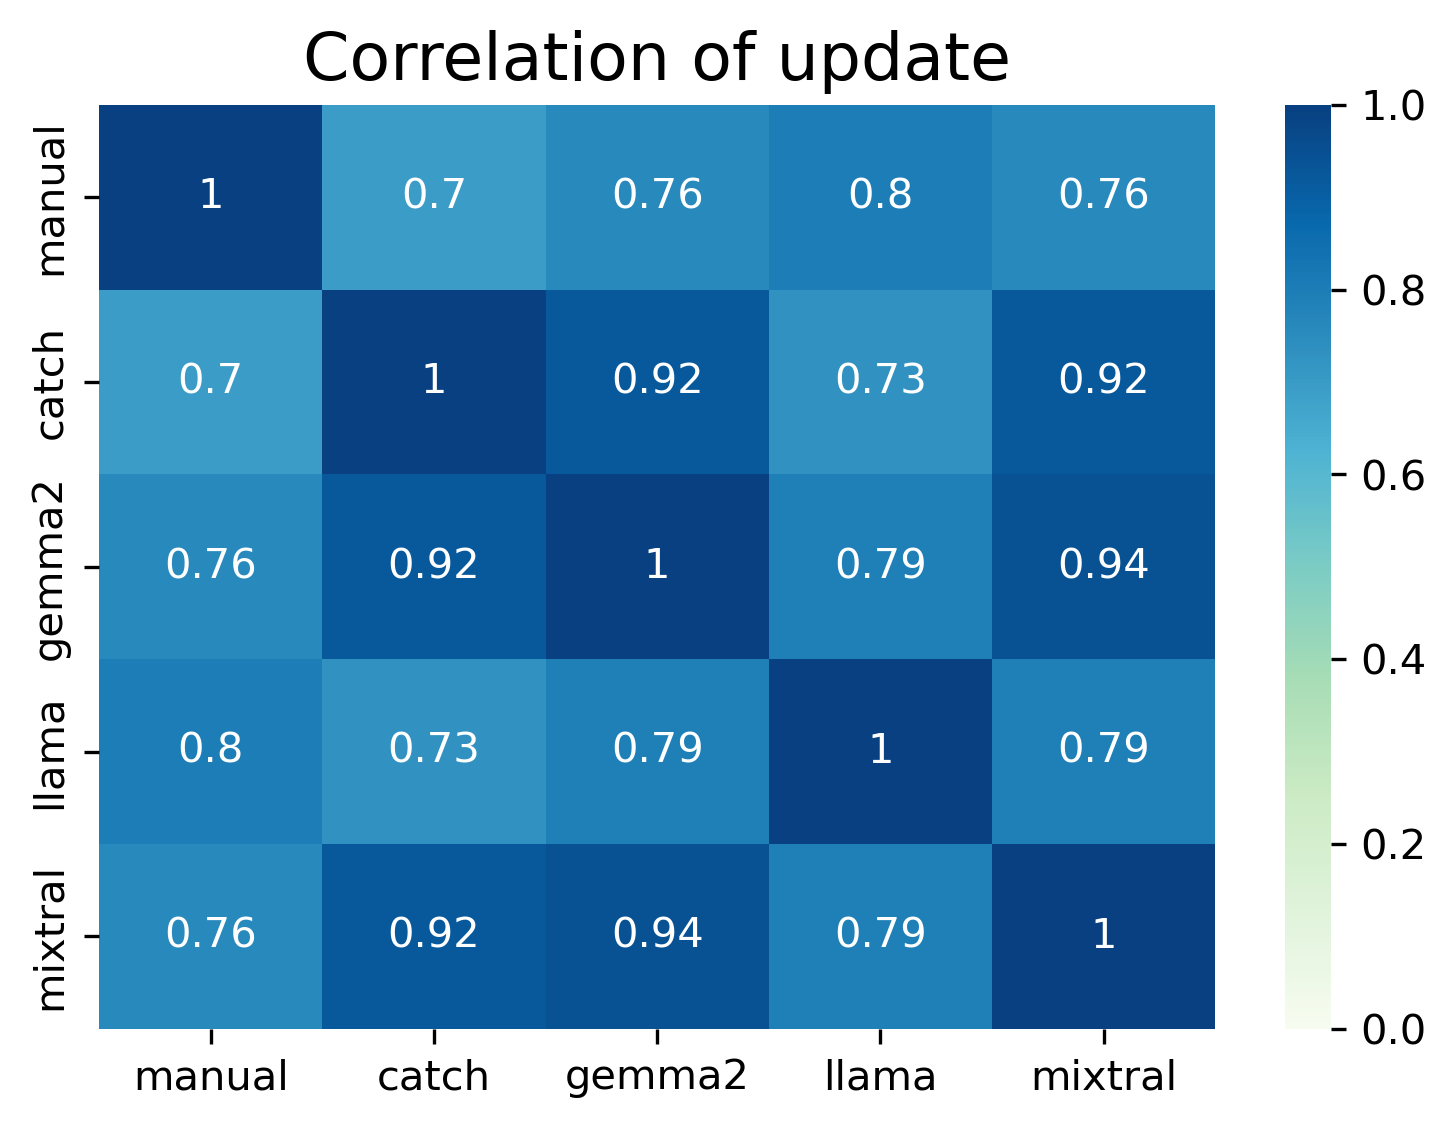 Correlation of update
manual 1 0.7 0.76 0.8 0.76
catch 0.7 1 0.92 0.73 0.92
gemma2 0.76 0.92 1 0.79 0.94
llama 0.8 0.73 0.79 1 0.79
mixtral 0.76 0.92 0.94 0.79 1
manual catch gemma2 llama mixtral
1.0
0.8
0.6
0.4
0.2
0.0